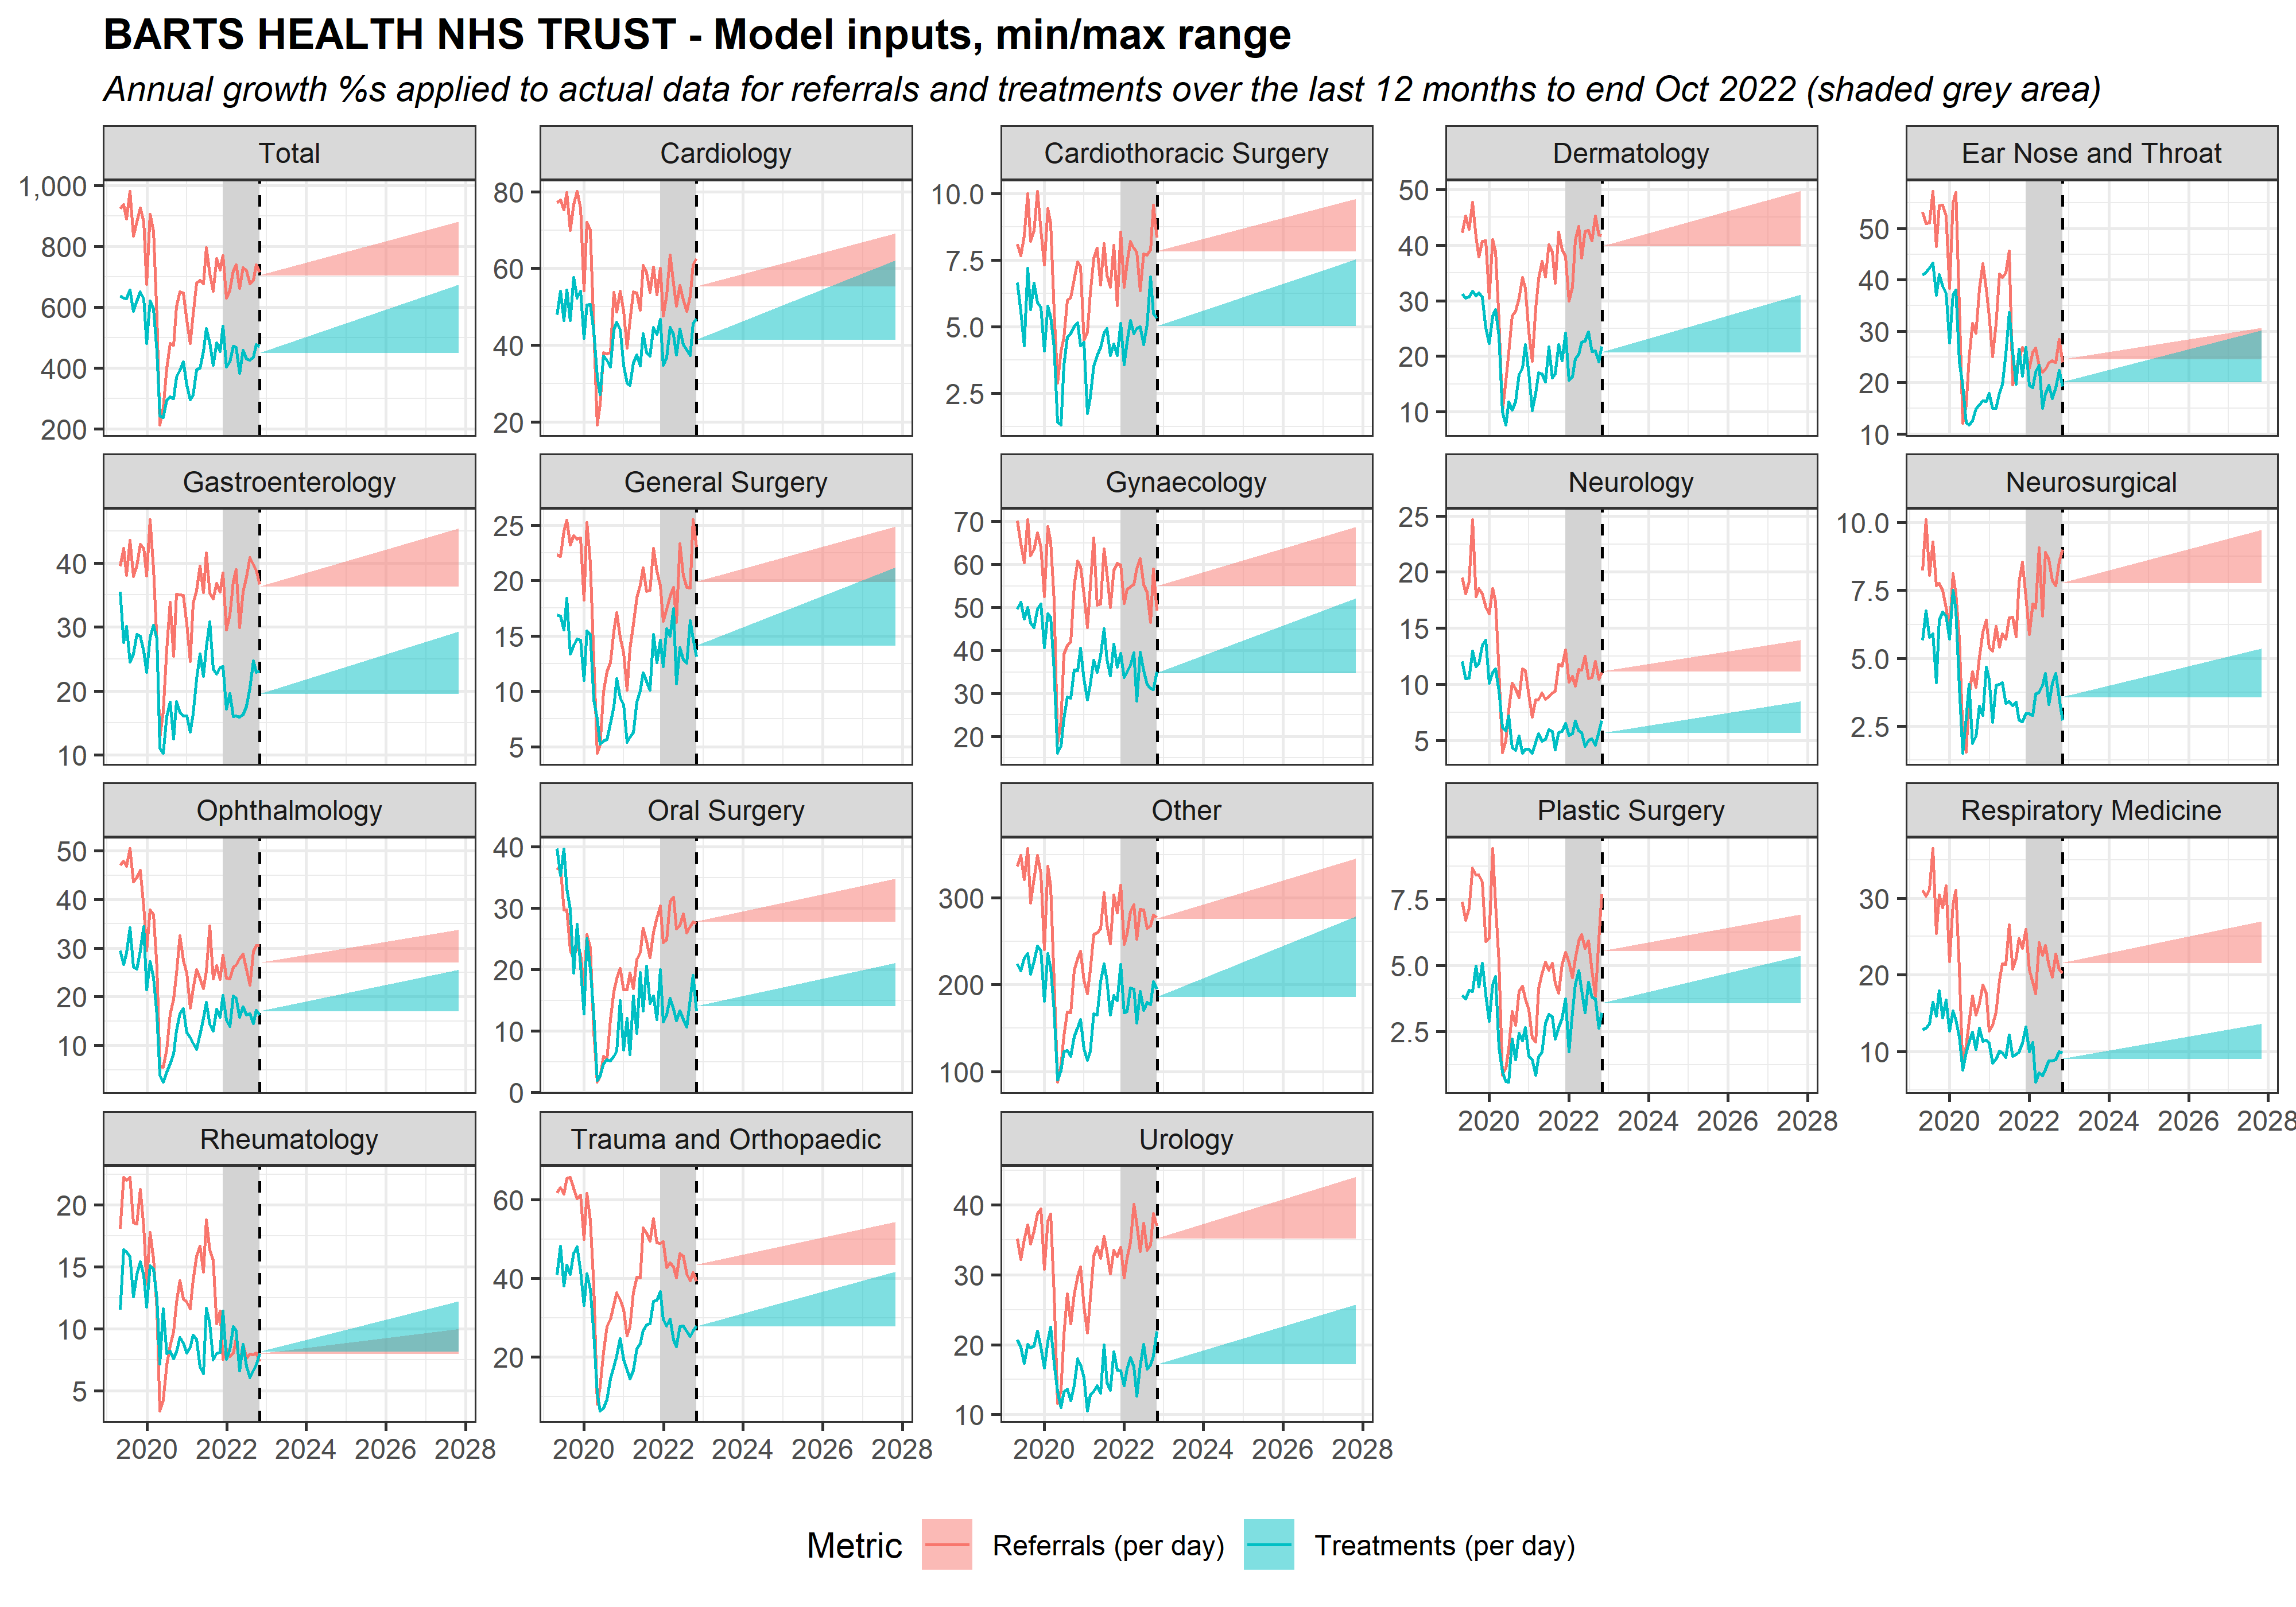 BARTS HEALTH NHS TRUST - Model inputs, min/max range
Annual growth %s applied to actual data for referrals and treatments over the last 12 months to end Oct 2022 (shaded grey area)
Total
1,000
800
600
400
200
Cardiology
80
60
40
20
Cardiothoracic Surgery
10.0
7.5
5.0
2.5
Dermatology
50
40
30
20
10
Ear Nose and Throat
50
40
30
20
10
Gastroenterology
40
30
20
10
General Surgery
25
20
15
10
5
Gynaecology
70
60
50
40
30
20
Neurology
25
20
15
10
5
Neurosurgical
10.0
7.5
5.0
2.5
Ophthalmology
50
40
30
20
10
Oral Surgery
40
30
20
10
0
Other
300
200
100
Plastic Surgery
7.5
5.0
2.5
2020 2022 2024 2026 2028
Respiratory Medicine
30
20
10
2020 2022 2024 2026 2028
Rheumatology
20
15
10
5
2020 2022 2024 2026 2028
Trauma and Orthopaedic
60
40
20
2020 2022 2024 2026 2028
Urology
40
30
20
10
2020 2022 2024 2026 2028
Metric Referrals (per day) Treatments (per day)